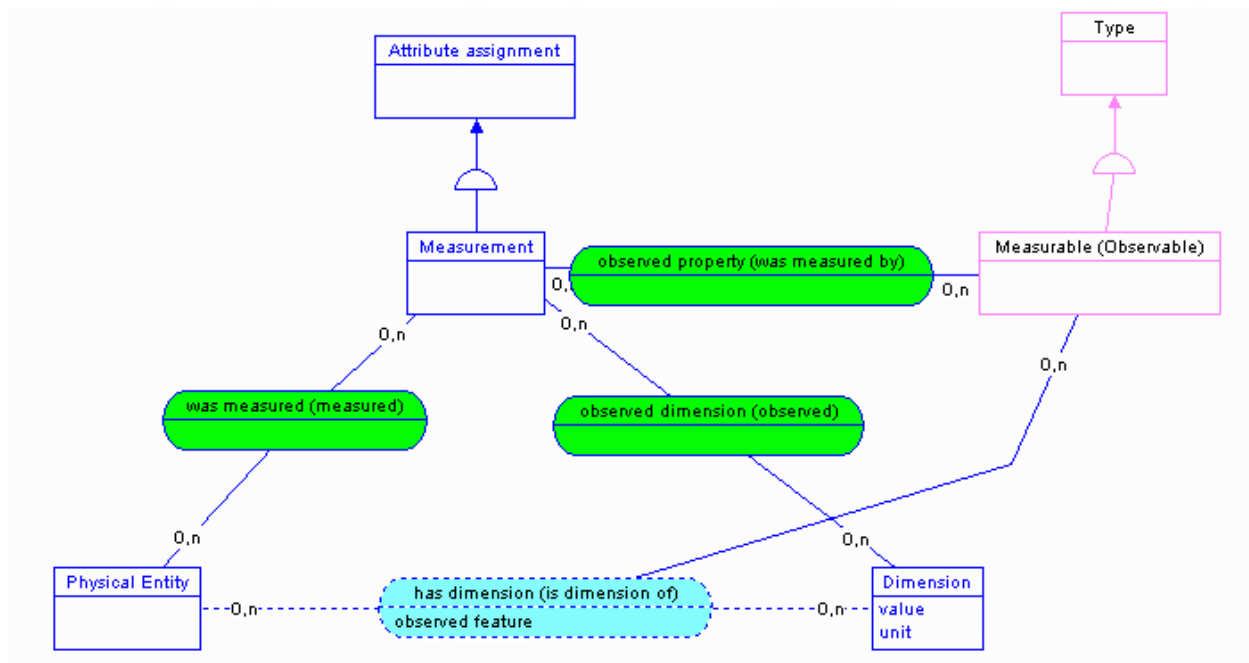 Type
Attribute assignment
Measurement
Measurable (Observable)
observed property (was measured by)
0,
0,n
0,n
0,n
0,n
was measured (measured)
observed dimension (observed)
0,n
0,n
Physical Entity
has dimension (is dimension of)
Dimension
0,n
0,n
observed feature
value
unit